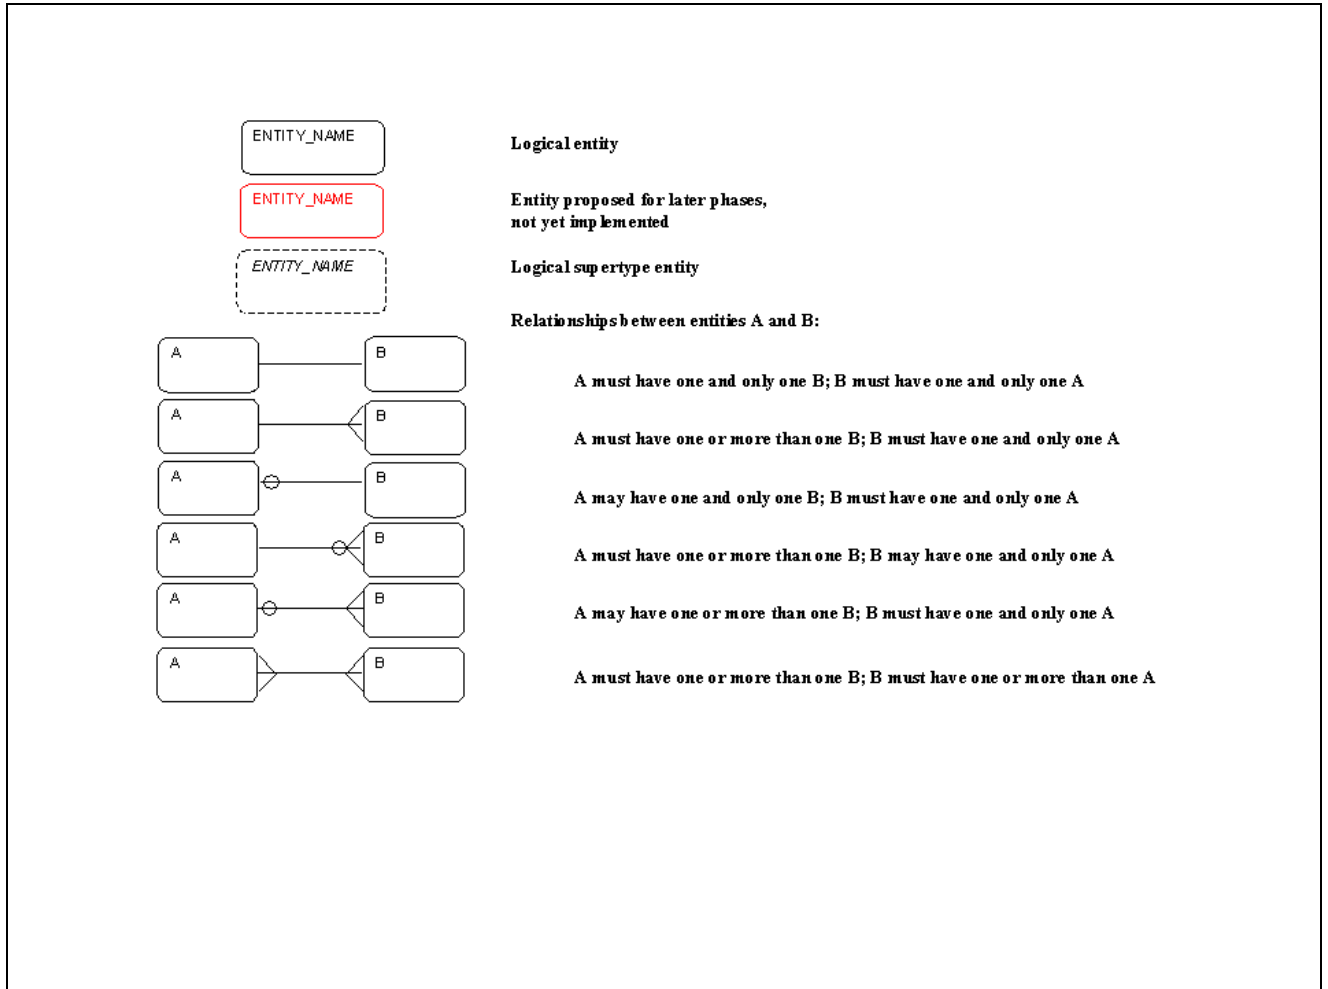 ENTITY_NAME
Logical entity
ENTITY_NAME
Entity proposed for later phases,
not yet implemented
ENTITY_NAME
Logical supertype entity
Relationships between entities A and B:
A B
A must have one and only one B; B must have one and only one A
A B
A must have one or more than one B; B must have one and only one A
A B
A may have one and only one B; B must have one and only one A
A B
A must have one or more than one B; B may have one and only one A
A B
A may have one or more than one B; B must have one and only one A
A B
A must have one or more than one B; B must have one or more than one A